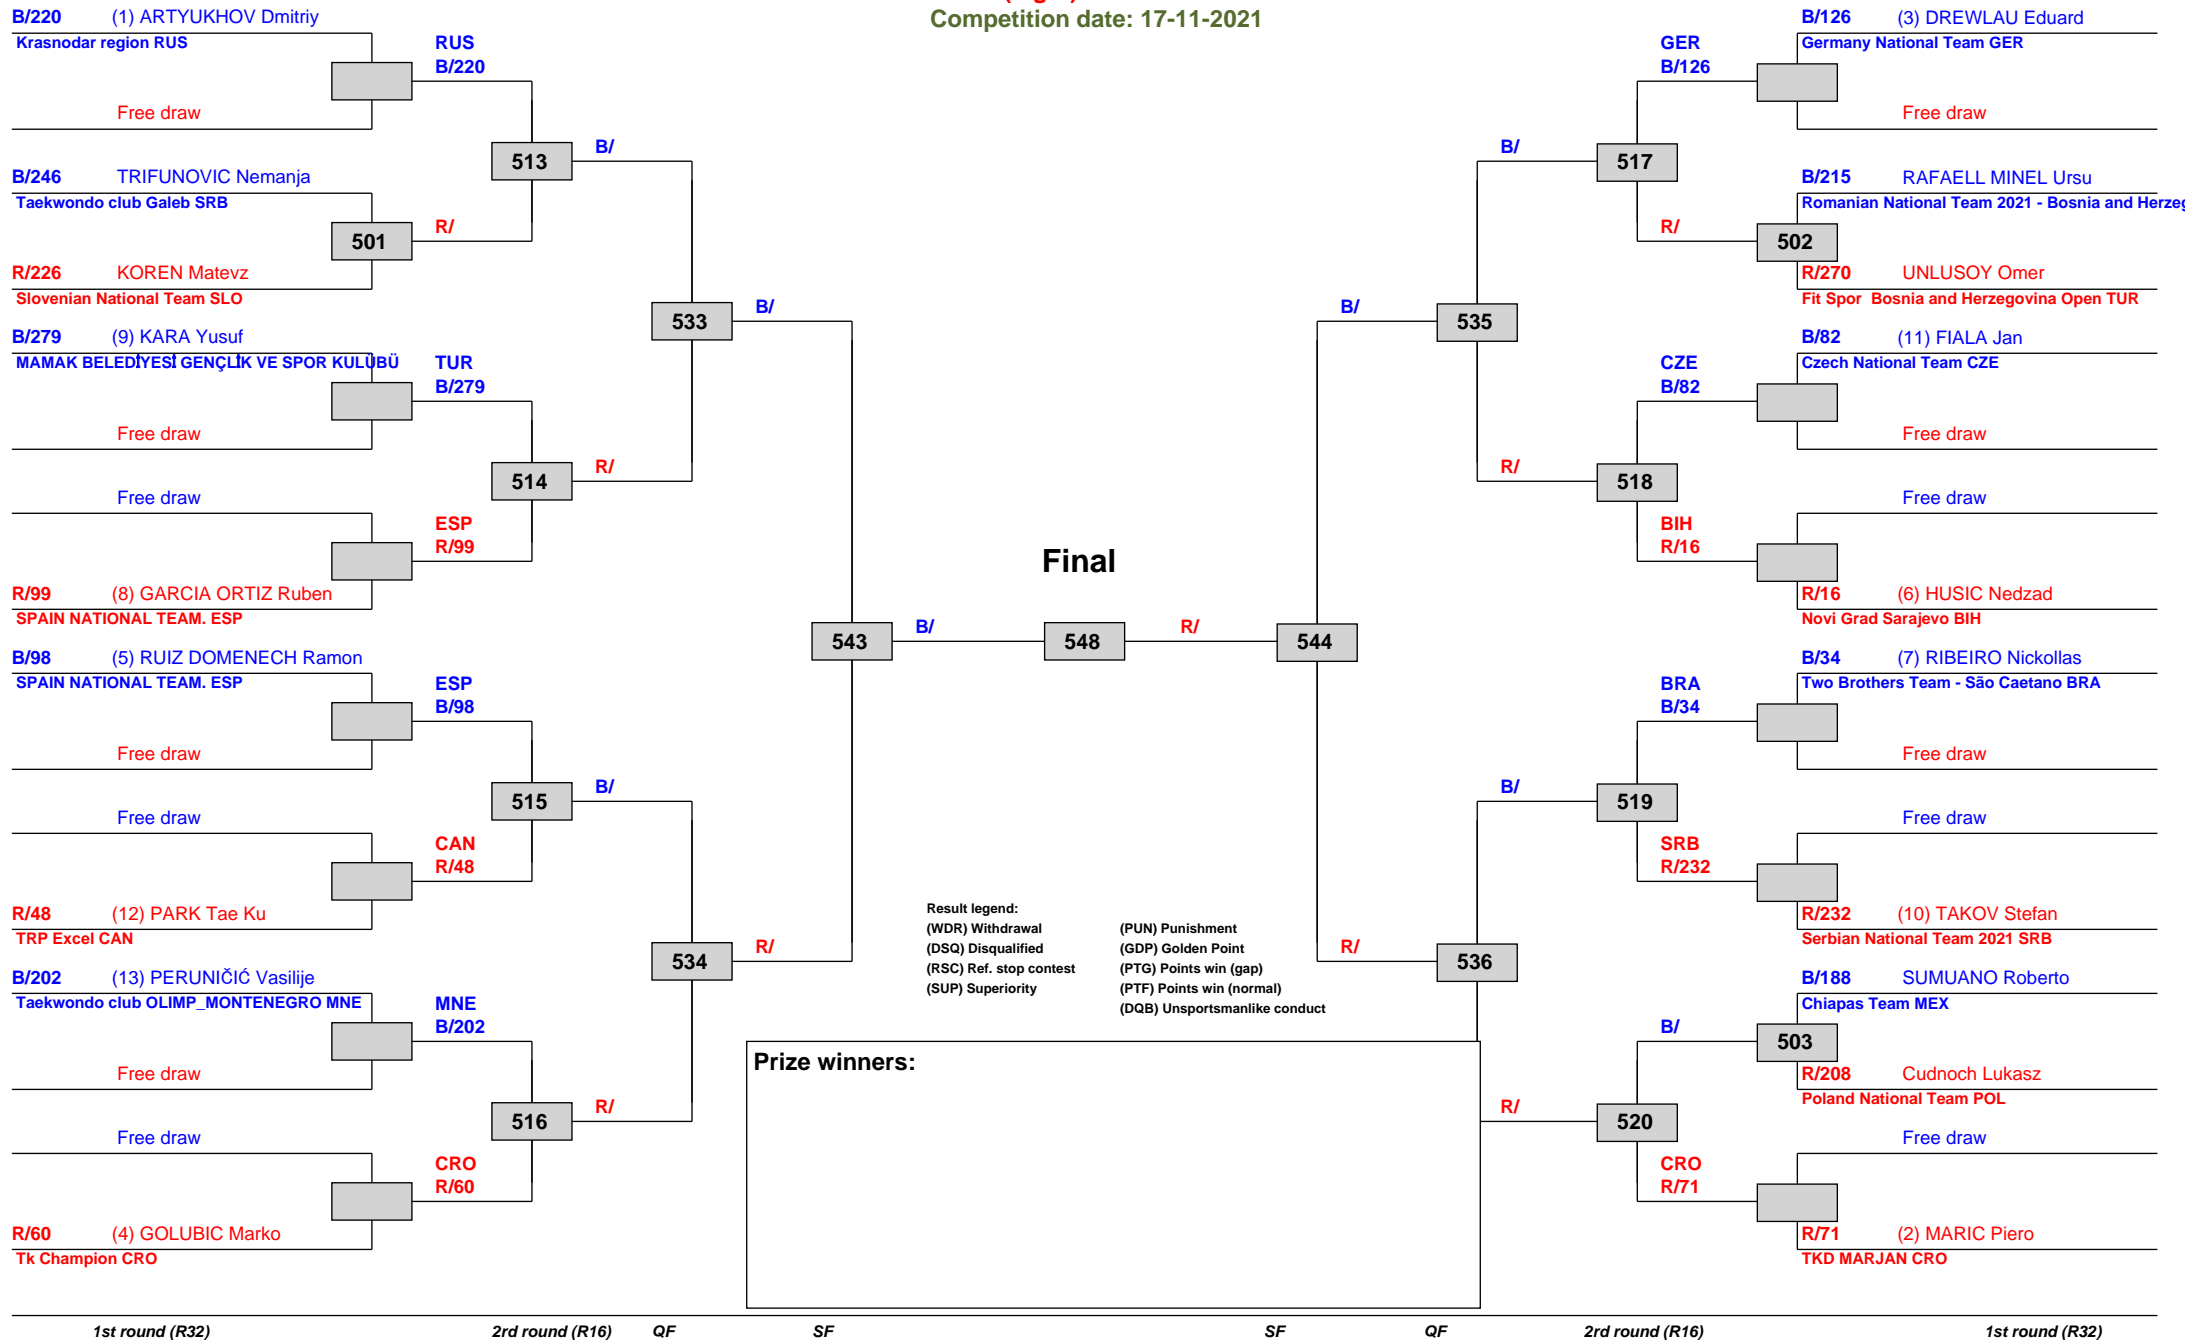 Competition date: 17-11-2021
B/220 (1) ARTYUKHOV Dmitriy
Krasnodar region RUS
RUS
B/220
Free draw
513
B/
B/246 TRIFUNOVIC Nemanja
Taekwondo club Galeb SRB
501
R/
R/226 KOREN Matevz
Slovenian National Team SLO
533
B/
B/279 (9) KARA Yusuf
MAMAK BELEDİYESİ GENÇLİK VE SPOR KULÜBÜ
TUR
B/279
Free draw
514
R/
Free draw
ESP
R/99
R/99 (8) GARCIA ORTIZ Ruben
SPAIN NATIONAL TEAM. ESP
543
B/
B/98 (5) RUIZ DOMENECH Ramon
SPAIN NATIONAL TEAM. ESP
ESP
B/98
Free draw
515
B/
Free draw
CAN
R/48
R/48 (12) PARK Tae Ku
TRP Excel CAN
534
R/
B/202 (13) PERUNIČIĆ Vasilije
Taekwondo club OLIMP_MONTENEGRO MNE
MNE
B/202
Free draw
516
R/
Free draw
CRO
R/60
R/60 (4) GOLUBIC Marko
Tk Champion CRO
Final
548
R/
544
Result legend:
(WDR) Withdrawal
(DSQ) Disqualified
(RSC) Ref. stop contest
(SUP) Superiority
(PUN) Punishment
(GDP) Golden Point
(PTG) Points win (gap)
(PTF) Points win (normal)
(DQB) Unsportsmanlike conduct
Prize winners:
B/126 (3) DREWLAU Eduard
Germany National Team GER
GER
B/126
Free draw
B/
517
B/215 RAFAELL MINEL Ursu
Romanian National Team 2021 - Bosnia and Herzeg
R/
502
R/270 UNLUSOY Omer
Fit Spor Bosnia and Herzegovina Open TUR
B/
535
B/82 (11) FIALA Jan
Czech National Team CZE
CZE
B/82
Free draw
R/
518
Free draw
BIH
R/16
R/16 (6) HUSIC Nedzad
Novi Grad Sarajevo BIH
B/34 (7) RIBEIRO Nickollas
Two Brothers Team - São Caetano BRA
BRA
B/34
Free draw
B/
519
Free draw
SRB
R/232
R/232 (10) TAKOV Stefan
Serbian National Team 2021 SRB
R/
536
B/188 SUMUANO Roberto
Chiapas Team MEX
B/
503
R/208 Cudnoch Lukasz
Poland National Team POL
R/
520
Free draw
CRO
R/71
R/71 (2) MARIC Piero
TKD MARJAN CRO
1st round (R32) 2rd round (R16) QF SF SF QF 2rd round (R16) 1st round (R32)